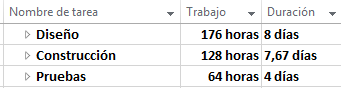 Nombre de tarea Trabajo Duración
Diseño 176 horas 8 días
Construcción 128 horas 7,67 días
Pruebas 64 horas 4 días